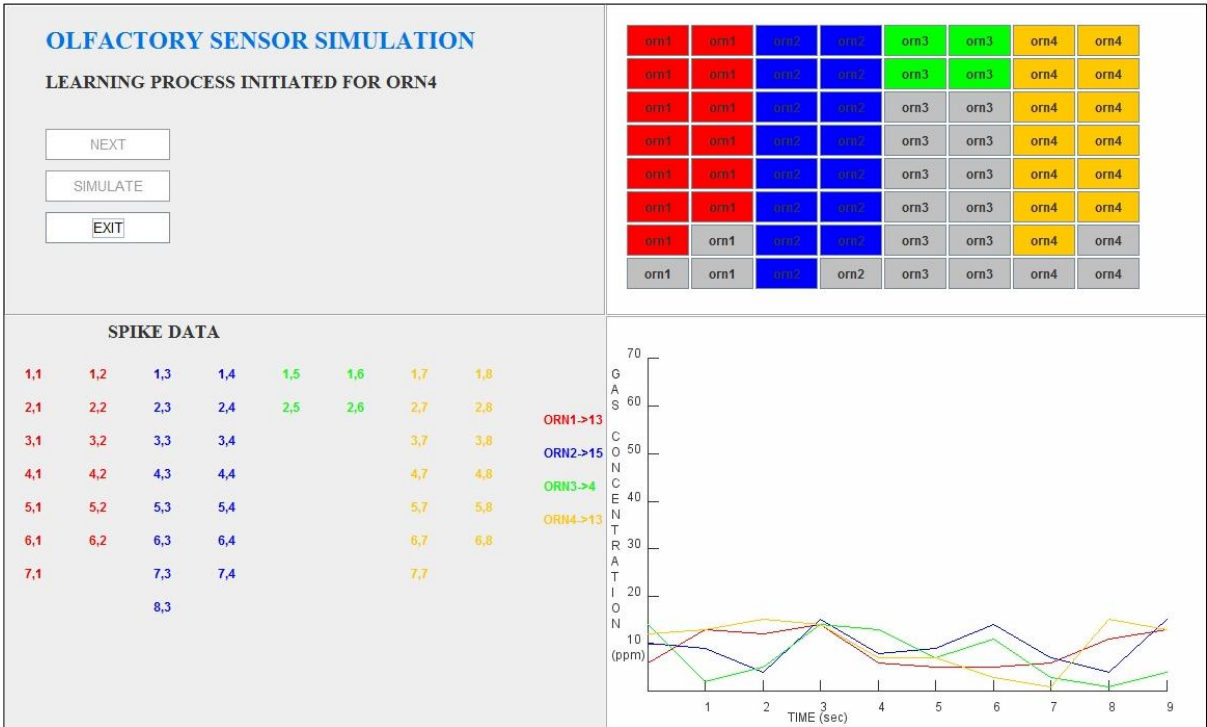 OLFACTORY SENSOR SIMULATION
LEARNING PROCESS INITIATED FOR ORN4
NEXT
SIMULATE
EXIT
orn1 orn1 orn2 orn2 orn3 orn3 orn4 orn4
orn1 orn1 orn2 orn2 orn3 orn3 orn4 orn4
orn1 orn1 orn2 orn2 orn3 orn3 orn4 orn4
orn1 orn1 orn2 orn2 orn3 orn3 orn4 orn4
orn1 orn1 orn2 orn2 orn3 orn3 orn4 orn4
orn1 orn1 orn2 orn2 orn3 orn3 orn4 orn4
orn1 orn1 orn2 orn2 orn3 orn3 orn4 orn4
orn1 orn1 orn2 orn2 orn3 orn3 orn4 orn4
SPIKE DATA
1,1 1,2 1,3 1,4 1,5 1,6 1,7 1,8
2,1 2,2 2,3 2,4 2,5 2,6 2,7 2,8
3,1 3,2 3,3 3,4 3,7 3,8
4,1 4,2 4,3 4,4 4,7 4,8
5,1 5,2 5,3 5,4 5,7 5,8
6,1 6,2 6,3 6,4 6,7 6,8
7,1 7,3 7,4 7,7
8,3
ORN1->13
ORN2->15
ORN3->4
ORN4->13
GAS CONCENTRATION
(ppm)
70
60
50
40
30
20
10
1 2 3 4 5 6 7 8 9
TIME (sec)